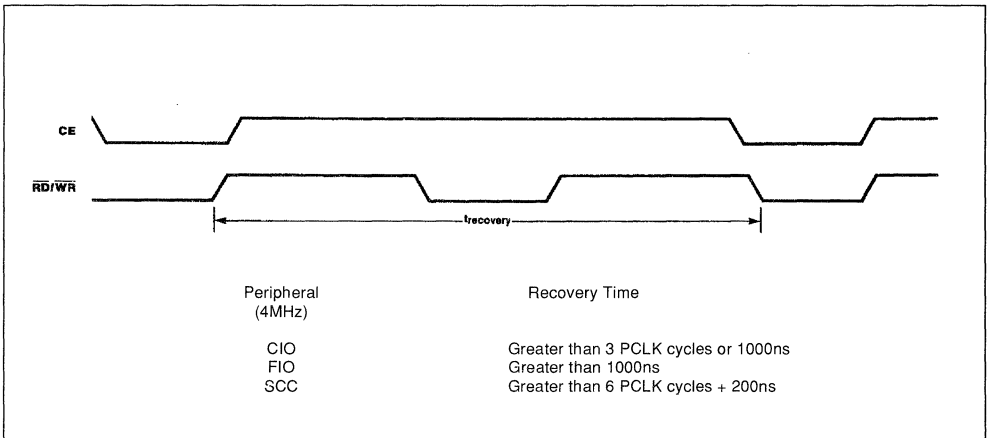 CE
RD/WR
trecovery
Peripheral Recovery Time
(4MHz)
CIO Greater than 3 PCLK cycles or 1000ns
FIO Greater than 1000ns
SCC Greater than 6 PCLK cycles + 200ns